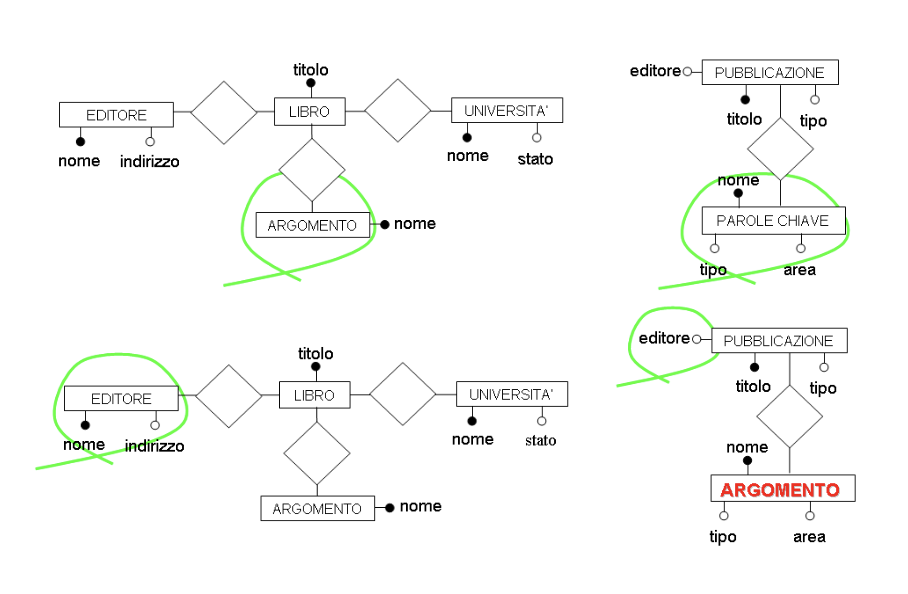 titolo
EDITORE
LIBRO
UNIVERSITA'
nome
indirizzo
nome
stato
ARGOMENTO
nome
editore
PUBBLICAZIONE
titolo
tipo
nome
PAROLE CHIAVE
tipo
area
titolo
EDITORE
LIBRO
UNIVERSITA'
nome
indirizzo
nome
stato
ARGOMENTO
nome
editore
PUBBLICAZIONE
titolo
tipo
nome
ARGOMENTO
tipo
area